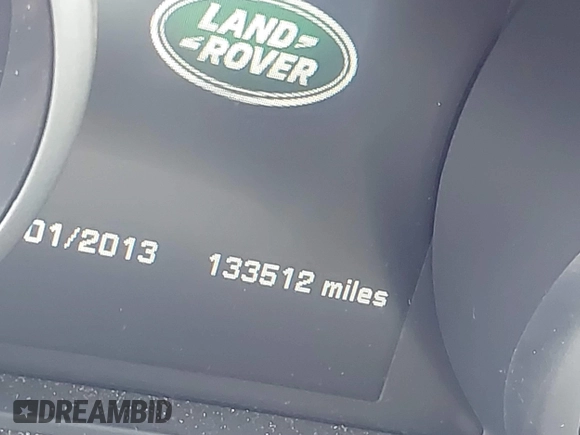 LAND
ROVER
01/2013 133512 miles
DREAMBID